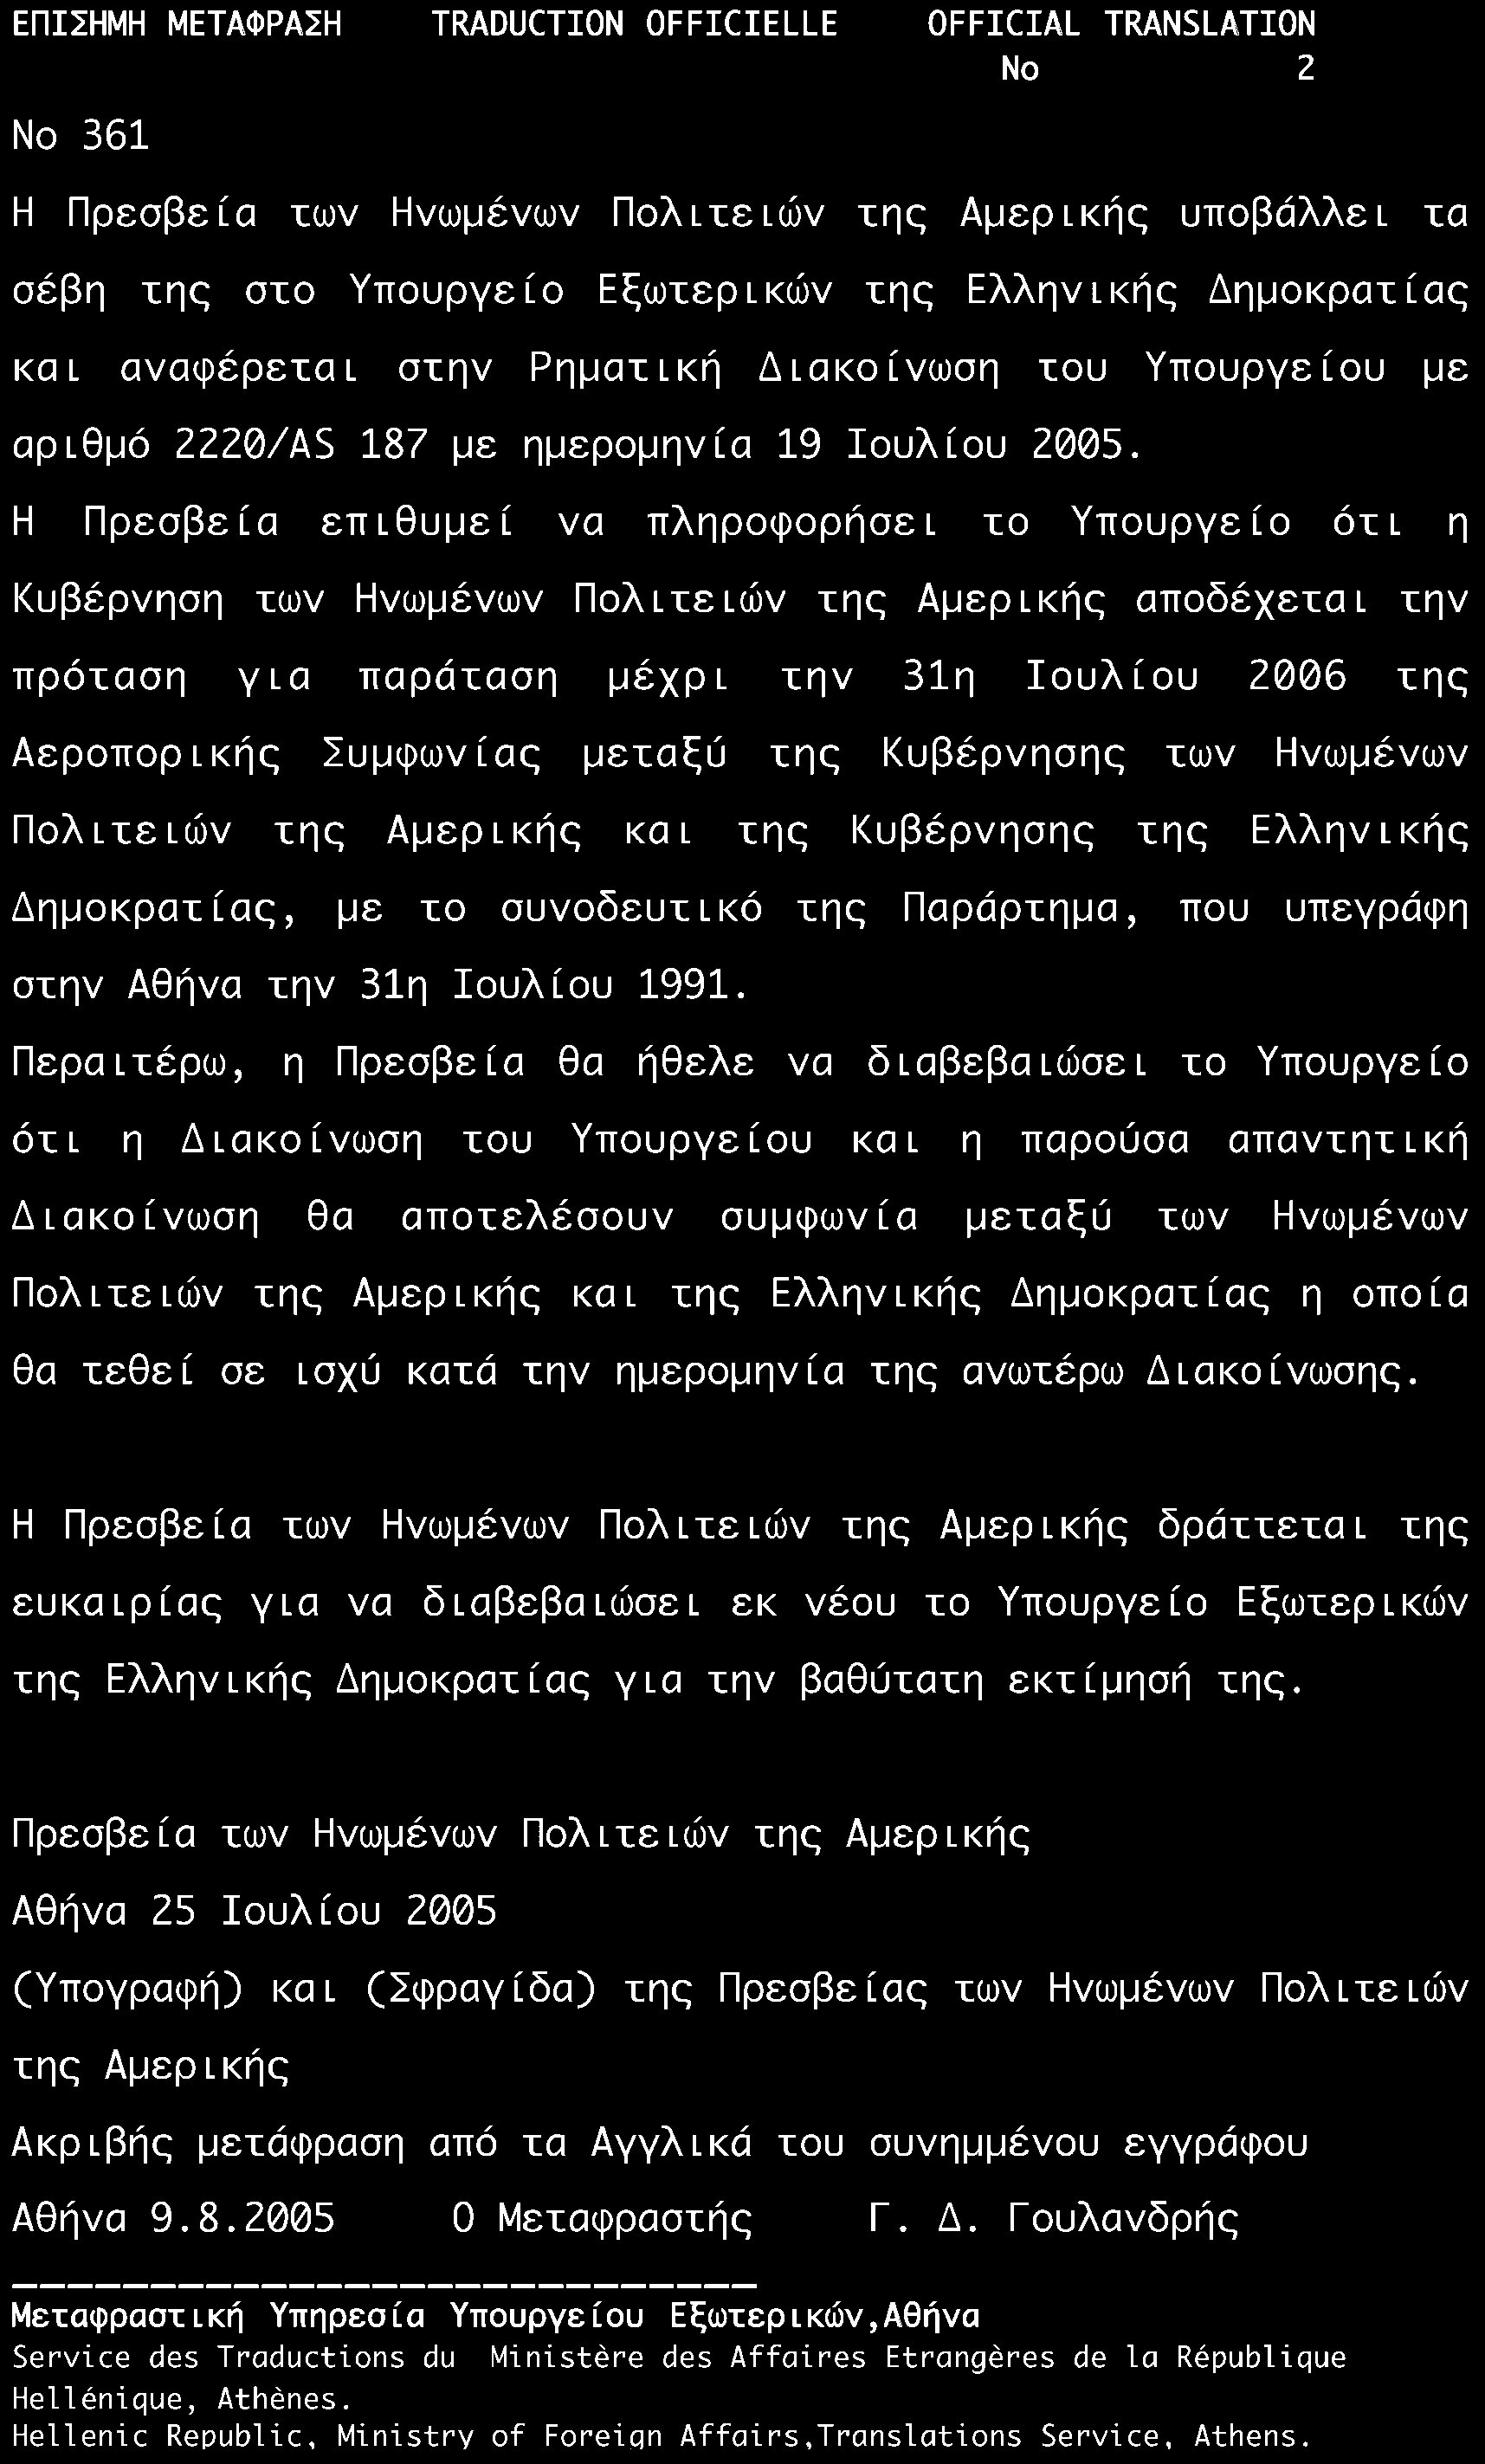 ΕΠΙΣΗΜΗ ΜΕΤΑΦΡΑΣΗ TRADUCTION OFFICIELLE OFFICIAL TRANSLATION
No 2
No 361
Η Πρεσβεία των Ηνωμένων Πολιτειών της Αμερικής υποβάλλει τα
σέβη της στο Υπουργείο Εξωτερικών της Ελληνικής Δημοκρατίας
και αναφέρεται στην Ρηματική Διακοίνωση του Υπουργείου με
αριθμό 2220/AS 187 με ημερομηνία 19 Ιουλίου 2005.
Η Πρεσβεία επιθυμεί να πληροφορήσει το Υπουργείο ότι η
Κυβέρνηση των Ηνωμένων Πολιτειών της Αμερικής αποδέχεται την
πρόταση για παράταση μέχρι την 31η Ιουλίου 2006 της
Αεροπορικής Συμφωνίας μεταξύ της Κυβέρνησης των Ηνωμένων
Πολιτειών της Αμερικής και της Κυβέρνησης της Ελληνικής
Δημοκρατίας, με το συνοδευτικό της Παράρτημα, που υπεγράφη
στην Αθήνα την 31η Ιουλίου 1991.
Περαιτέρω, η Πρεσβεία θα ήθελε να διαβεβαιώσει το Υπουργείο
ότι η Διακοίνωση του Υπουργείου και η παρούσα απαντητική
Διακοίνωση θα αποτελέσουν συμφωνία μεταξύ των Ηνωμένων
Πολιτειών της Αμερικής και της Ελληνικής Δημοκρατίας η οποία
θα τεθεί σε ισχύ κατά την ημερομηνία της ανωτέρω Διακοίνωσης.
Η Πρεσβεία των Ηνωμένων Πολιτειών της Αμερικής δράττεται της
ευκαιρίας για να διαβεβαιώσει εκ νέου το Υπουργείο Εξωτερικών
της Ελληνικής Δημοκρατίας για την βαθύτατη εκτίμησή της.
Πρεσβεία των Ηνωμένων Πολιτειών της Αμερικής
Αθήνα 25 Ιουλίου 2005
(Υπογραφή) και (Σφραγίδα) της Πρεσβείας των Ηνωμένων Πολιτειών
της Αμερικής
Ακριβής μετάφραση από τα Αγγλικά του συνημμένου εγγράφου
Αθήνα 9.8.2005 Ο Μεταφραστής Γ. Δ. Γουλανδρής
Μεταφραστική Υπηρεσία Υπουργείου Εξωτερικών,Αθήνα
Service des Traductions du Ministère des Affaires Etrangères de la République
Hellénique, Athènes.
Hellenic Republic, Ministry of Foreign Affairs,Translations Service, Athens.